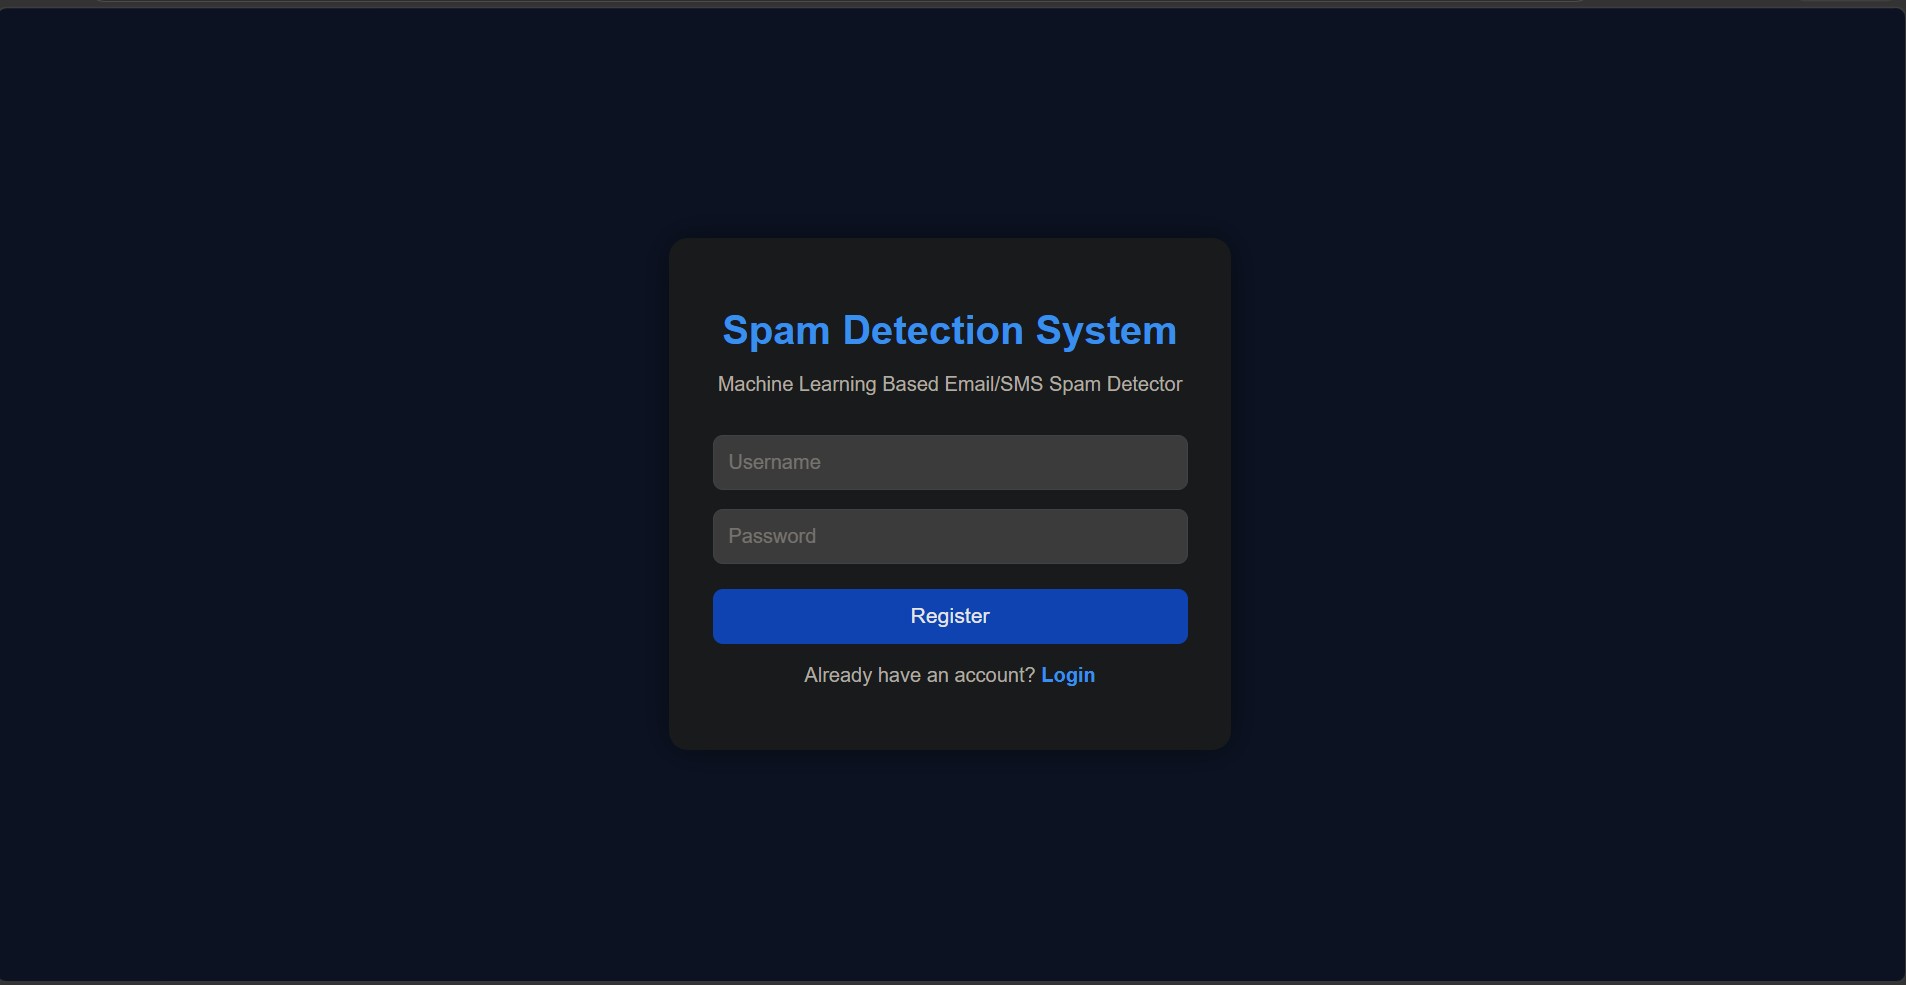 Spam Detection System
Machine Learning Based Email/SMS Spam Detector
Username
Password
Register
Already have an account? Login